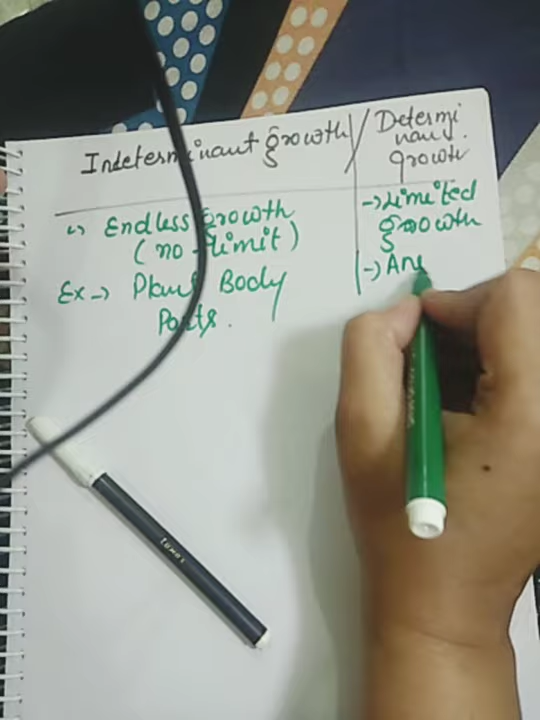 Indeterminant growth
Determi
nant.
growth
↳ Endless growth
(no limit)
Ex → Plant Body
Parts.
→ Limited
growth
→ An